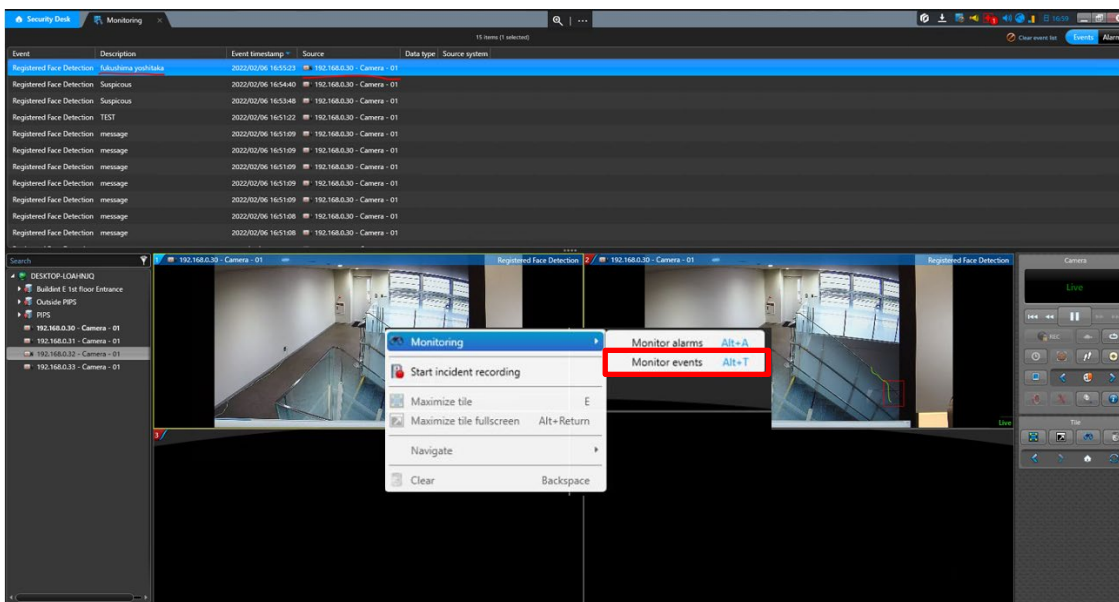 Security Desk
Monitoring
16:59
15 items (1 selected)
Clear event list
Events
Alarm
Event Description Event timestamp Source Data type Source system
Registered Face Detection fukushima yoshitaka 2022/02/06 16:55:23 192.168.0.30 - Camera - 01
Registered Face Detection Suspicous 2022/02/06 16:54:40 192.168.0.30 - Camera - 01
Registered Face Detection Suspicous 2022/02/06 16:53:48 192.168.0.30 - Camera - 01
Registered Face Detection TEST 2022/02/06 16:51:22 192.168.0.30 - Camera - 01
Registered Face Detection message 2022/02/06 16:51:09 192.168.0.30 - Camera - 01
Registered Face Detection message 2022/02/06 16:51:09 192.168.0.30 - Camera - 01
Registered Face Detection message 2022/02/06 16:51:09 192.168.0.30 - Camera - 01
Registered Face Detection message 2022/02/06 16:51:09 192.168.0.30 - Camera - 01
Registered Face Detection message 2022/02/06 16:51:09 192.168.0.30 - Camera - 01
Registered Face Detection message 2022/02/06 16:51:08 192.168.0.30 - Camera - 01
Registered Face Detection message 2022/02/06 16:51:08 192.168.0.30 - Camera - 01
Search
DESKTOP-LOAHNJQ
Buildint E 1st floor Entrance
Outside PIPS
PIPS
192.168.0.30 - Camera - 01
192.168.0.31 - Camera - 01
192.168.0.32 - Camera - 01
192.168.0.33 - Camera - 01
1 192.168.0.30 - Camera - 01 Registered Face Detection
2 192.168.0.30 - Camera - 01 Registered Face Detection
3
Monitoring
Start incident recording
Maximize tile E
Maximize tile fullscreen Alt+Return
Navigate
Clear Backspace
Monitor alarms Alt+A
Monitor events Alt+T
Live
Camera
Live
REC
Tile